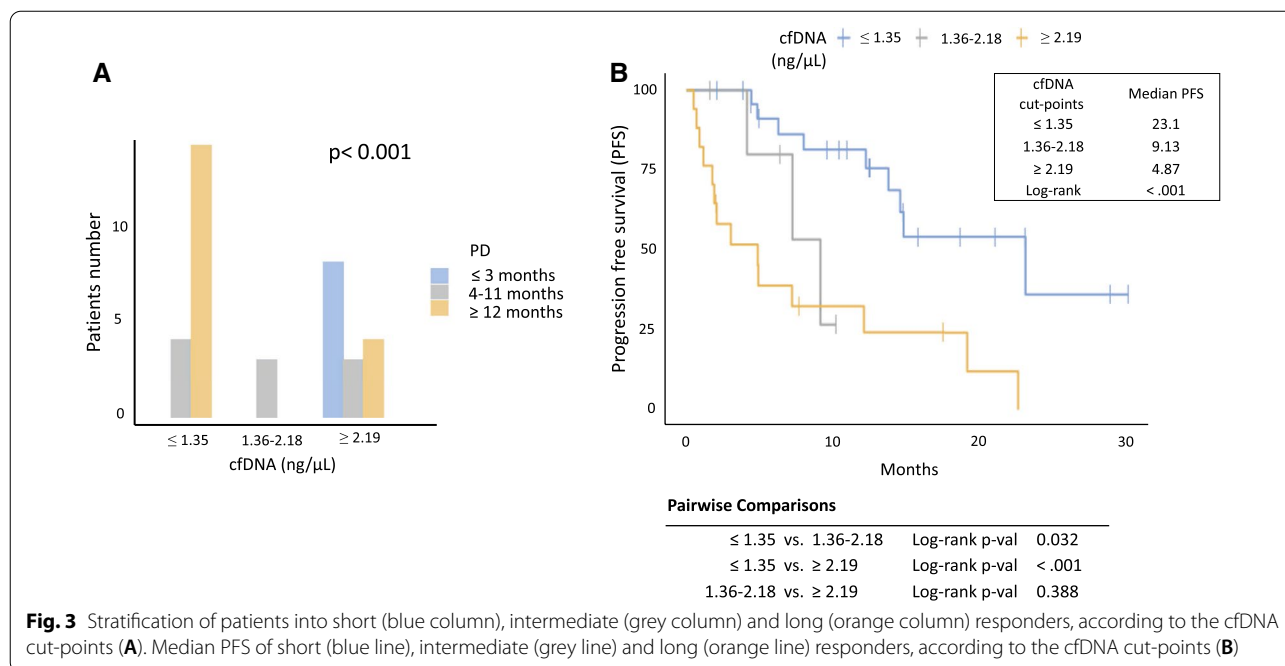 A
p< 0.001
Patients number
10
5
0
≤ 1.35
1.36-2.18
≥ 2.19
cfDNA (ng/µL)
PD
≤ 3 months
4-11 months
≥ 12 months
B
cfDNA ≤ 1.35 1.36-2.18 ≥ 2.19
(ng/µL)
Progression free survival (PFS)
100
75
50
25
0
0 10 20 30
Months
cfDNA
cut-points Median PFS
≤ 1.35 23.1
1.36-2.18 9.13
≥ 2.19 4.87
Log-rank < .001
Pairwise Comparisons
≤ 1.35 vs. 1.36-2.18 Log-rank p-val 0.032
≤ 1.35 vs. ≥ 2.19 Log-rank p-val < .001
1.36-2.18 vs. ≥ 2.19 Log-rank p-val 0.388
Fig. 3 Stratification of patients into short (blue column), intermediate (grey column) and long (orange column) responders, according to the cfDNA
cut-points (A). Median PFS of short (blue line), intermediate (grey line) and long (orange line) responders, according to the cfDNA cut-points (B)